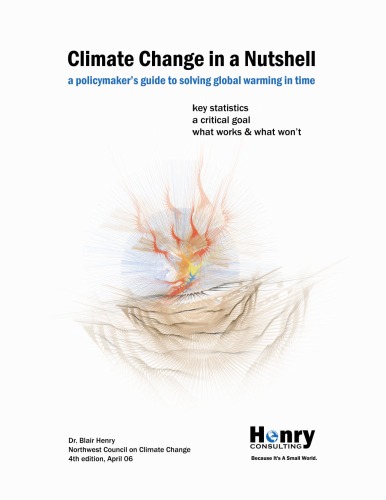 Climate Change in a Nutshell
a policymaker's guide to solving global warming in time
key statistics
a critical goal
what works & what won't
Dr. Blair Henry
Northwest Council on Climate Change
4th edition, April 06
Henry
CONSULTING
Because It's A Small World.